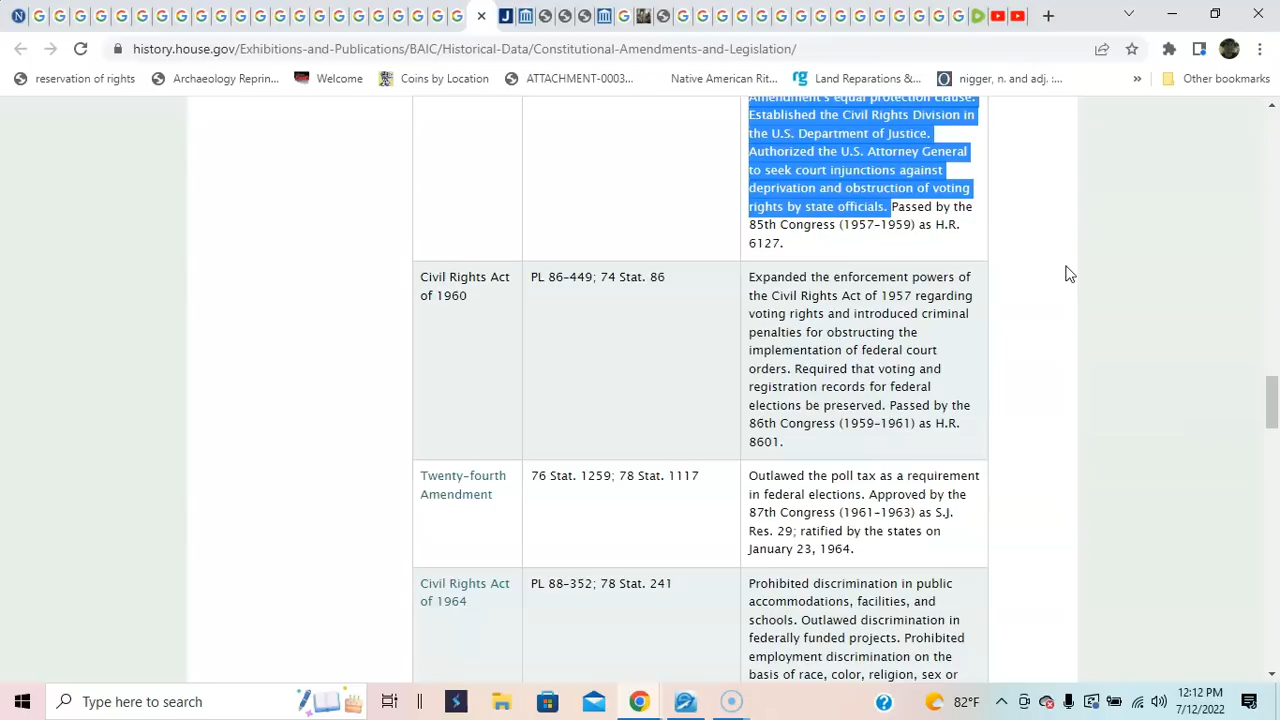 history.house.gov/Exhibitions-and-Publications/BAIC/Historical-Data/Constitutional-Amendments-and-Legislation/
reservation of rights
Archaeology Reprin...
Welcome
Coins by Location
ATTACHMENT-0003...
Native American Rit...
Land Reparations &...
nigger, n. and adj. :...
»
Other bookmarks
Amendment's equal protection clause.
Established the Civil Rights Division in
the U.S. Department of Justice.
Authorized the U.S. Attorney General
to seek court injunctions against
deprivation and obstruction of voting
rights by state officials. Passed by the
85th Congress (1957–1959) as H.R.
6127.
Civil Rights Act
of 1960
PL 86–449; 74 Stat. 86
Expanded the enforcement powers of
the Civil Rights Act of 1957 regarding
voting rights and introduced criminal
penalties for obstructing the
implementation of federal court
orders. Required that voting and
registration records for federal
elections be preserved. Passed by the
86th Congress (1959–1961) as H.R.
8601.
Twenty-fourth
Amendment
76 Stat. 1259; 78 Stat. 1117
Outlawed the poll tax as a requirement
in federal elections. Approved by the
87th Congress (1961–1963) as S.J.
Res. 29; ratified by the states on
January 23, 1964.
Civil Rights Act
of 1964
PL 88–352; 78 Stat. 241
Prohibited discrimination in public
accommodations, facilities, and
schools. Outlawed discrimination in
federally funded projects. Prohibited
employment discrimination on the
basis of race, color, religion, sex or
Type here to search
82°F
12:12 PM
7/12/2022